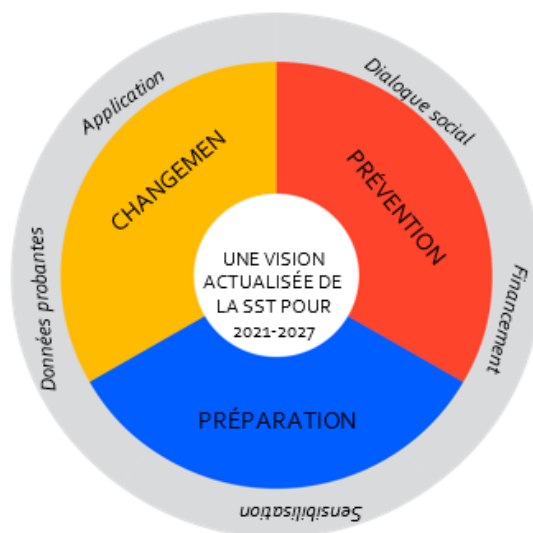 Application
Dialogue social
CHANGEMEN
PRÉVENTION
UNE VISION
ACTUALISÉE DE
LA SST POUR
2021-2027
Données probantes
Financement
PRÉPARATION
Sensibilisation